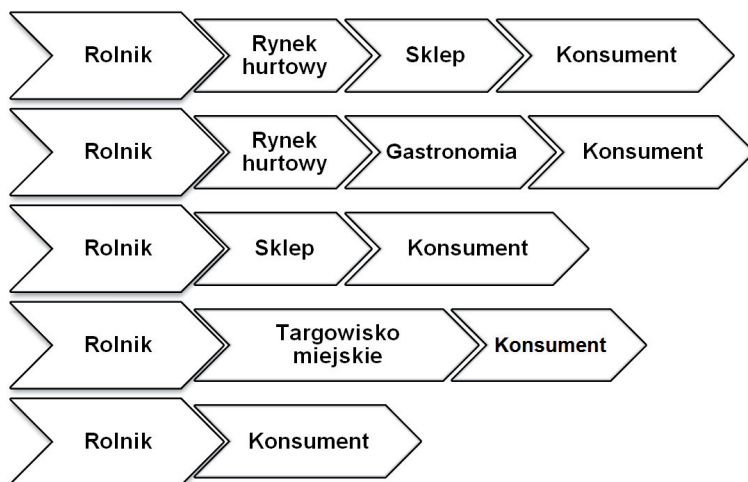 Rolnik
Rynek
hurtowy
Sklep
Konsument
Rolnik
Rynek
hurtowy
Gastronomia
Konsument
Rolnik
Sklep
Konsument
Rolnik
Targowisko
miejskie
Konsument
Rolnik
Konsument